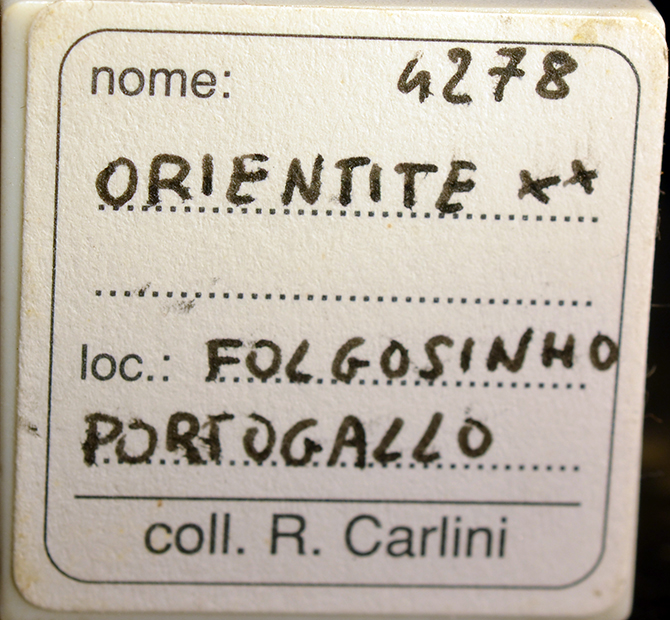 nome: 4278
ORIENTITE xx
loc.: FOLGOSINHO
PORTOGALLO
coll. R. Carlini